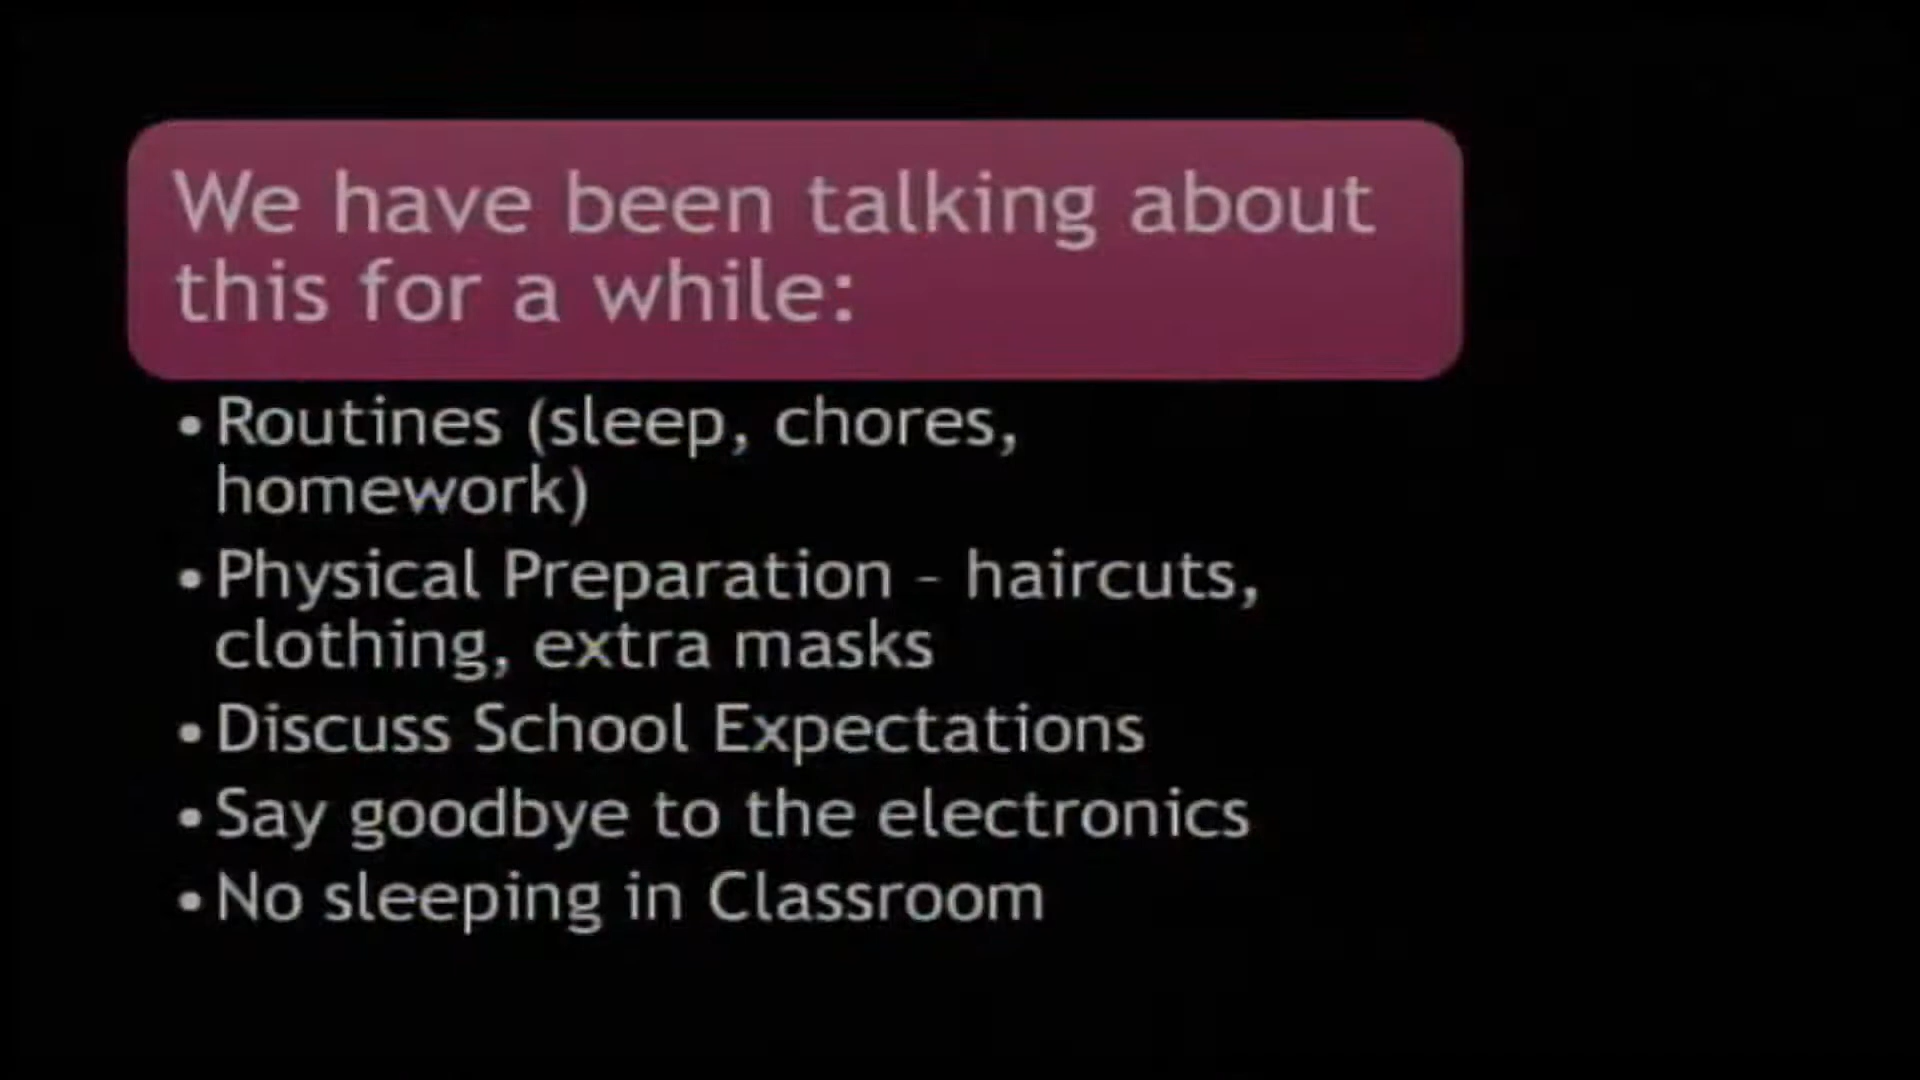 We have been talking about
this for a while:
• Routines (sleep, chores,
homework)
• Physical Preparation – haircuts,
clothing, extra masks
• Discuss School Expectations
• Say goodbye to the electronics
• No sleeping in Classroom